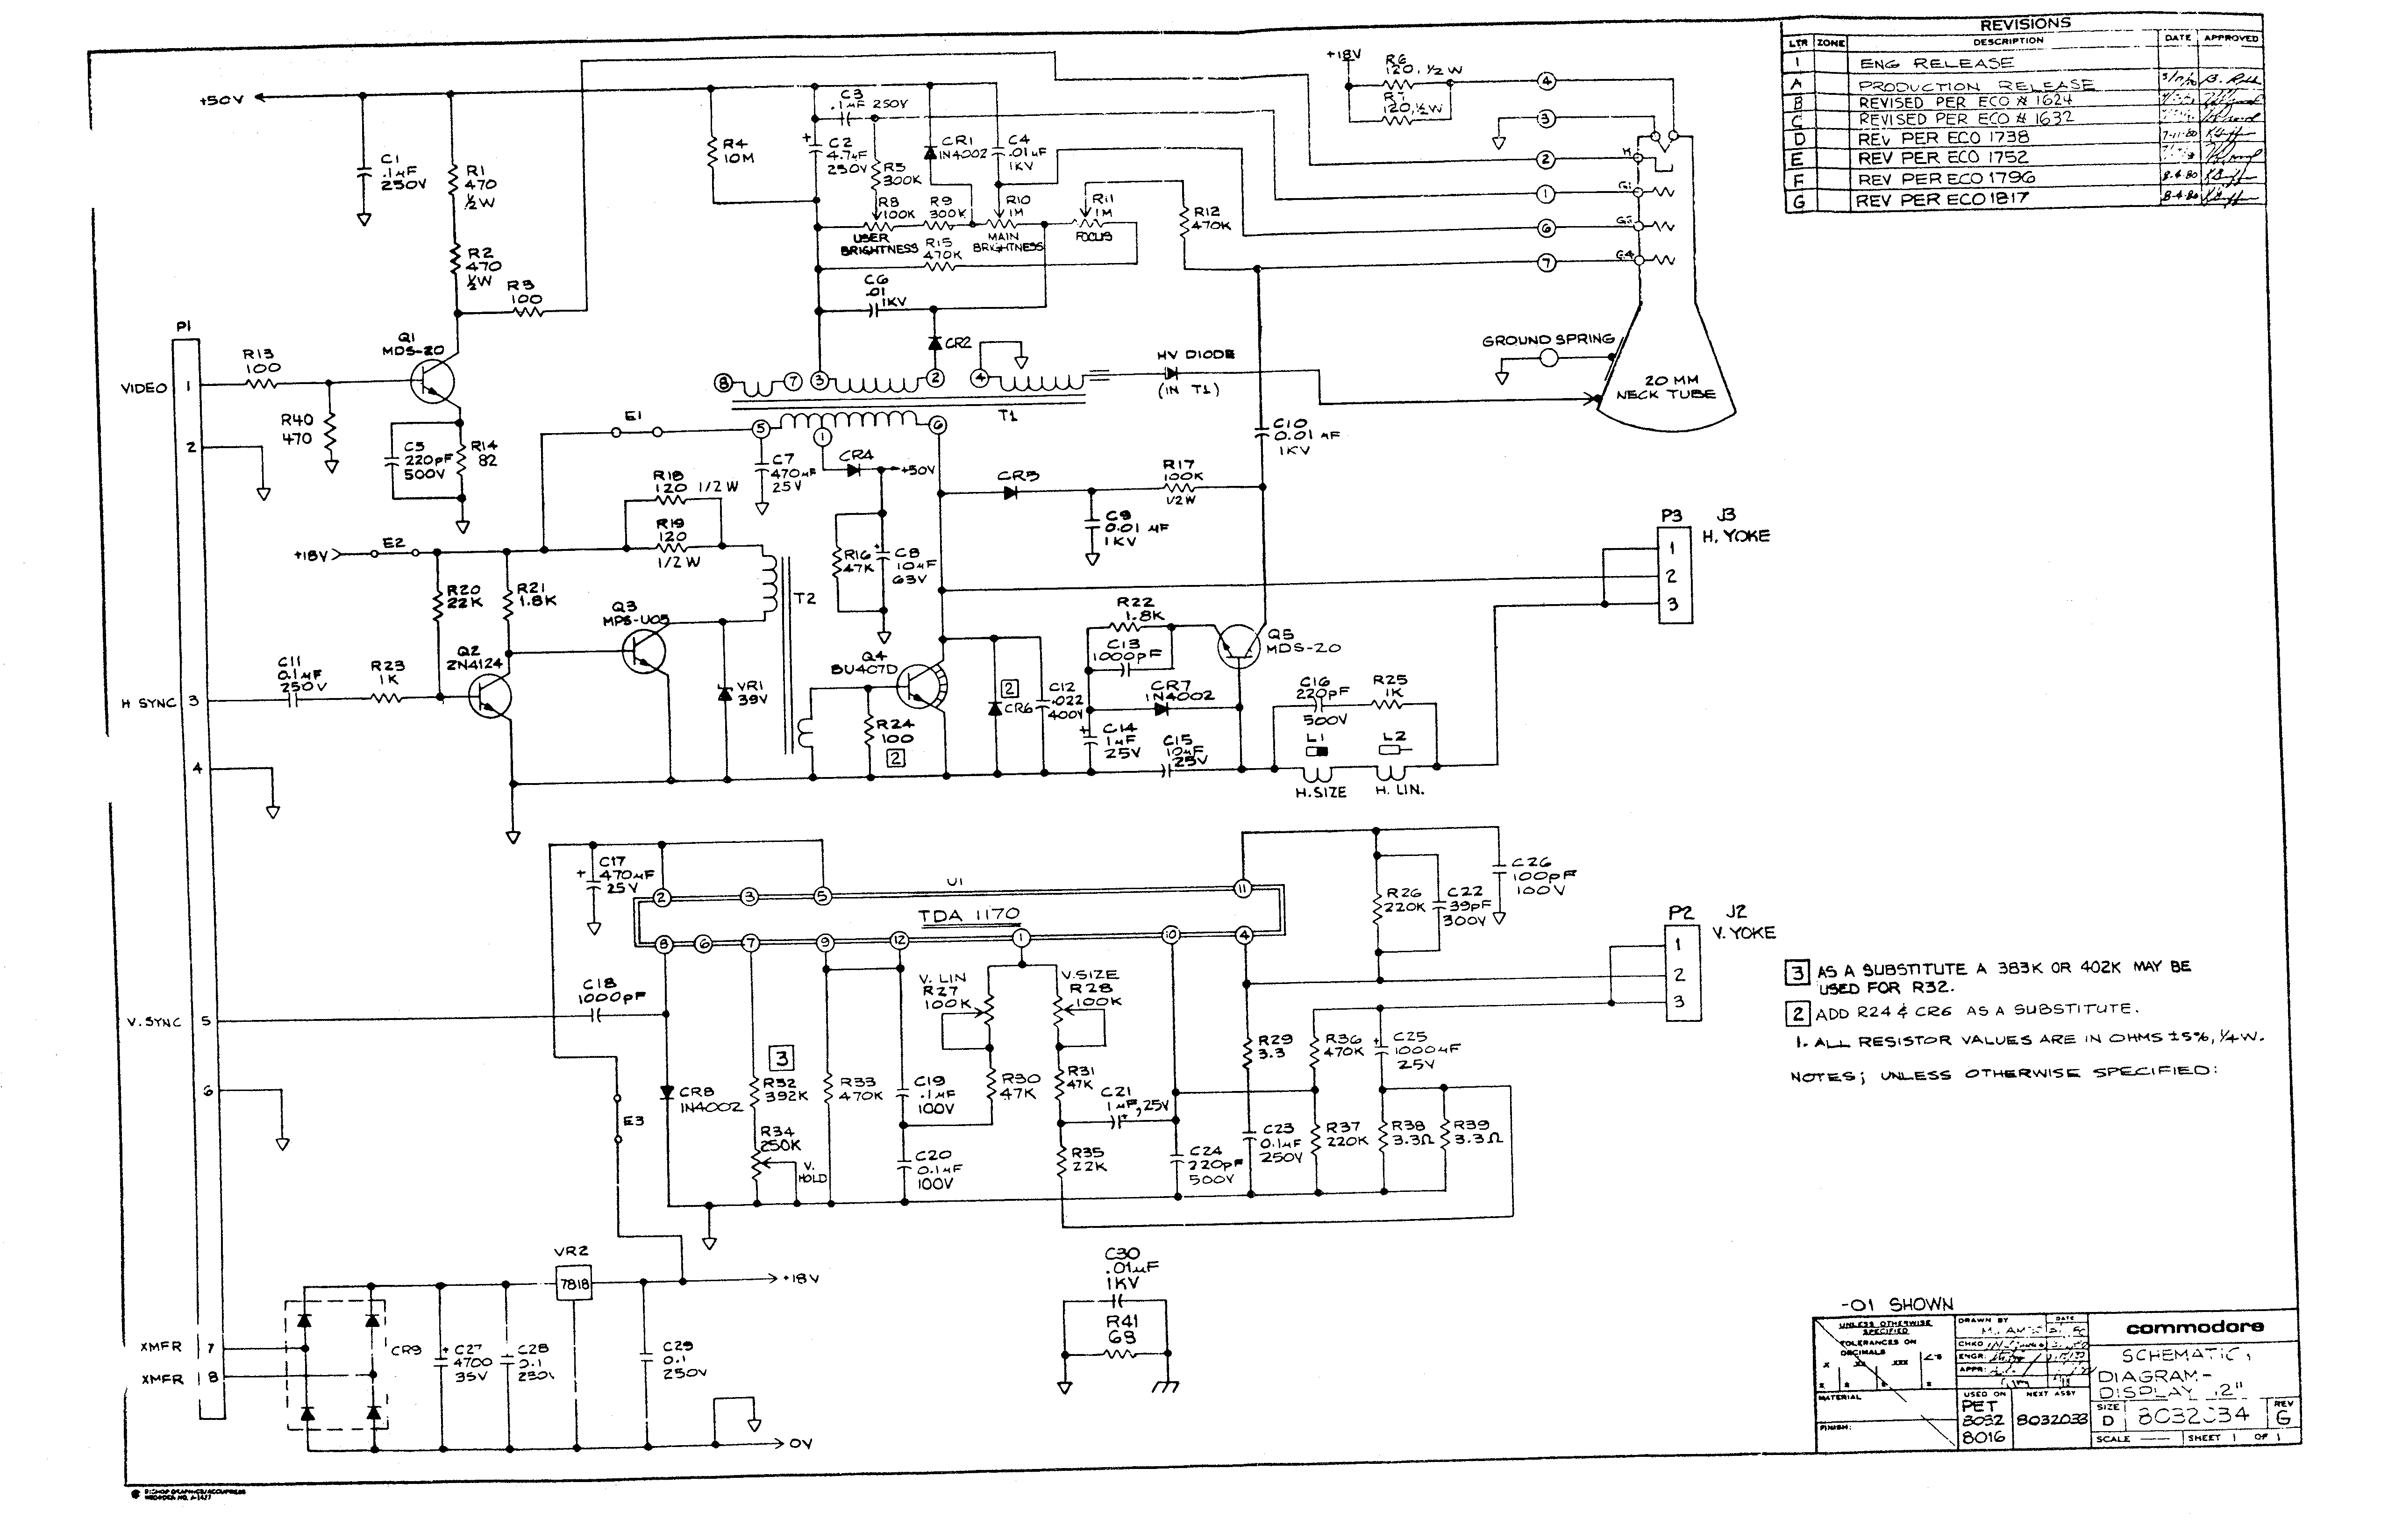 REVISIONS
LTR ZONE DESCRIPTION DATE APPROVED
1 ENG RELEASE
A PRODUCTION RELEASE
B REVISED PER ECO # 1624
C REVISED PER ECO # 1632
D REV PER ECO 1738 7-11-80
E REV PER ECO 1752
F REV PER ECO 1796 8-4-80
G REV PER ECO 1817 8-4-80
+50V
C1
.1µF
250V
R1
470
½W
R2
470
½W
R3
100
R4
10M
C3
.1µF 250V
C2
+
4.7µF
250V
R5
300K
CR1
1N4002
C4
.01µF
1KV
R8
100K
USER
BRIGHTNESS
R9
300K
R10
1M
MAIN
BRIGHTNESS
R11
1M
FOCUS
R15
470K
R12
470K
C6
.01
1KV
CR2
+18V
R6
120, ½W
R7
120,½W
4
3
2
1
6
7
K
G1
G2
G4
GROUND SPRING
20 MM
NECK TUBE
HV DIODE
(IN T1)
8 7 3 2 4
T1
5 1 6
P1
VIDEO 1
2
H SYNC 3
4
V.SYNC 5
6
XMFR 7
XMFR 8
R13
100
R40
470
Q1
MDS-20
C5
220pF
500V
R14
82
E1
C7
470µF
25V
CR4
+50V
R18
120 1/2W
R19
120
1/2W
R16
47K
C8
+
10µF
63V
CR5
R17
100K
1/2W
C9
0.01µF
1KV
C10
0.01µF
1KV
+18V
E2
R20
22K
R21
1.8K
Q3
MPS-U05
T2
Q2
2N4124
C11
0.1µF
250V
R23
1K
VR1
39V
Q4
BU407D
R24
100
2
2
CR6
C12
.022
400V
R22
1.8K
C13
1000pF
Q5
MDS-20
CR7
1N4002
C14
+
1µF
25V
C15
10µF
25V
C16
220pF
500V
R25
1K
L1
H.SIZE
L2
H. LIN.
P3 J3
H. YOKE
1
2
3
C17
+
470µF
25V
U1
TDA 1170
2 3 5 11
8 6 7 9 12 1 10 4
C18
1000pF
CR8
1N4002
E3
3
R32
392K
R34
250K
V.
HOLD
R33
470K
C19
.1µF
100V
C20
0.1µF
100V
V. LIN
R27
100K
V.SIZE
R28
100K
R30
47K
R31
47K
C21
1µF, 25V
+
R35
22K
C24
220pF
500V
R29
3.3
C23
0.1µF
250V
R36
470K
R37
220K
C25
+
1000µF
25V
R38
3.3Ω
R39
3.3Ω
R26
220K
C22
39pF
300V
C26
100pF
100V
P2 J2
V. YOKE
1
2
3
3 AS A SUBSTITUTE A 383K OR 402K MAY BE
USED FOR R32.
2 ADD R24 & CR6 AS A SUBSTITUTE.
1. ALL RESISTOR VALUES ARE IN OHMS ±5%, ¼W.
NOTES; UNLESS OTHERWISE SPECIFIED:
VR2
7818
+18V
CR9
C27
+
4700
35V
C28
0.1
250V
C29
0.1
250V
0V
C30
.01µF
1KV
R41
68
-01 SHOWN
UNLESS OTHERWISE
SPECIFIED
TOLERANCES ON
DECIMALS
MATERIAL
FINISH:
DRAWN BY DATE
CHKD
ENGR.
APPR.
USED ON NEXT ASSY
PET
8032 8032033
8016
commodore
SCHEMATIC,
DIAGRAM-
DISPLAY 12"
SIZE
D 8032034 REV
G
SCALE — SHEET 1 OF 1
BISHOP GRAPHICS/ACCUPRESS
REORDER NO. A-1477